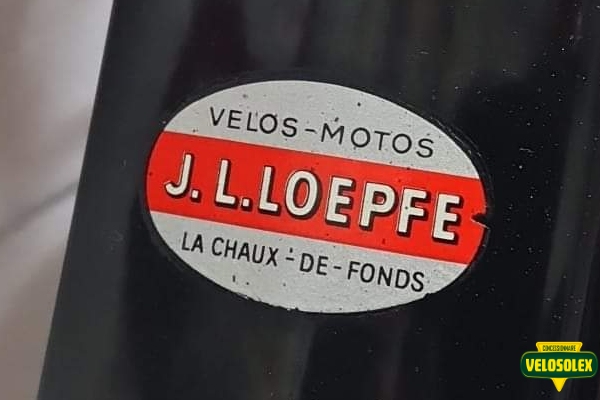 VELOS-MOTOS
J. L. LOEPFE
LA CHAUX-DE-FONDS
CONCESSIONNAIRE
VELOSOLEX